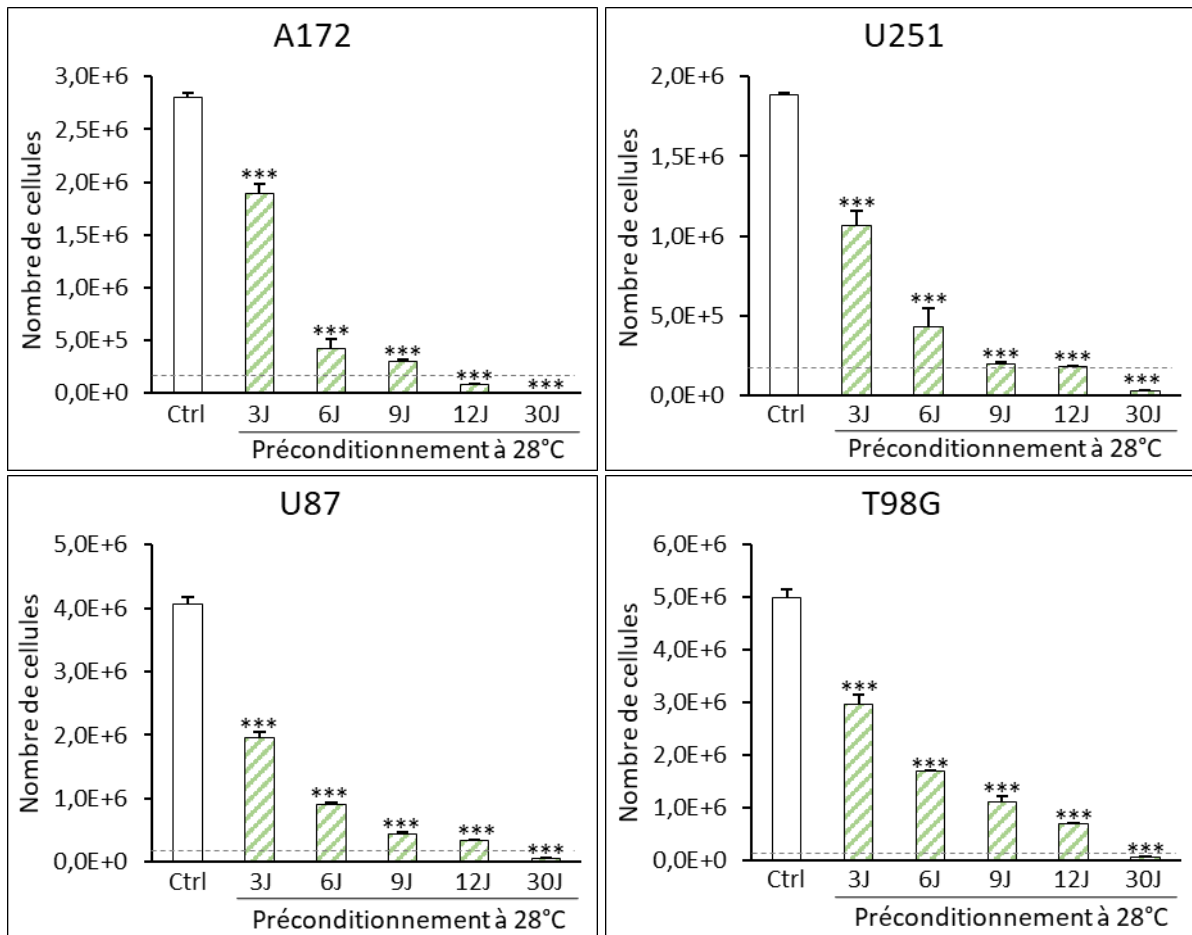 A172
Nombre de cellules
3,0E+6
2,5E+6
2,0E+6
1,5E+6
1,0E+6
5,0E+5
0,0E+0
***
***
***
***
***
Ctrl 3J 6J 9J 12J 30J
Préconditionnement à 28°C
U251
Nombre de cellules
2,0E+6
1,5E+6
1,0E+6
5,0E+5
0,0E+0
***
***
***
***
***
Ctrl 3J 6J 9J 12J 30J
Préconditionnement à 28°C
U87
Nombre de cellules
5,0E+6
4,0E+6
3,0E+6
2,0E+6
1,0E+6
0,0E+0
***
***
***
***
***
Ctrl 3J 6J 9J 12J 30J
Préconditionnement à 28°C
T98G
Nombre de cellules
6,0E+6
5,0E+6
4,0E+6
3,0E+6
2,0E+6
1,0E+6
0,0E+0
***
***
***
***
***
Ctrl 3J 6J 9J 12J 30J
Préconditionnement à 28°C